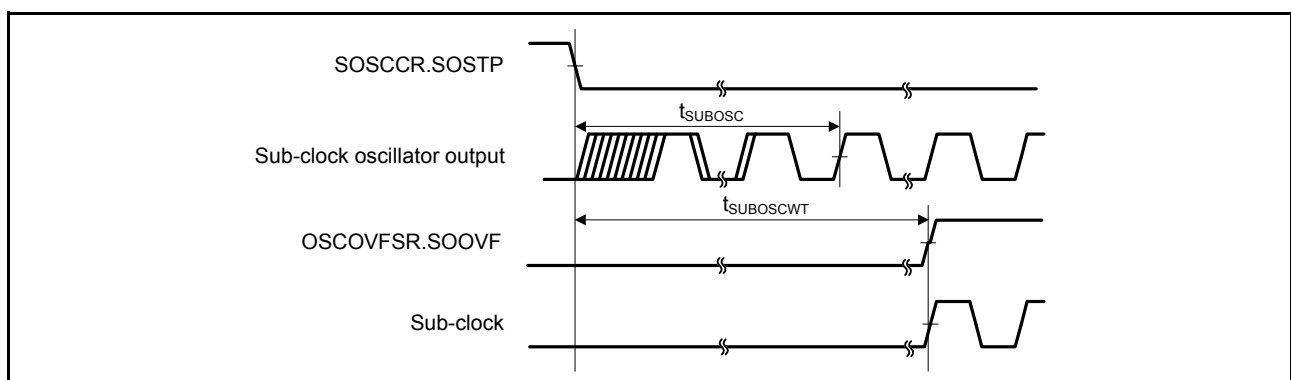 SOSCCR.SOSTP
tSUBOSC
Sub-clock oscillator output
tSUBOSCWT
OSCOVFSR.SOOVF
Sub-clock